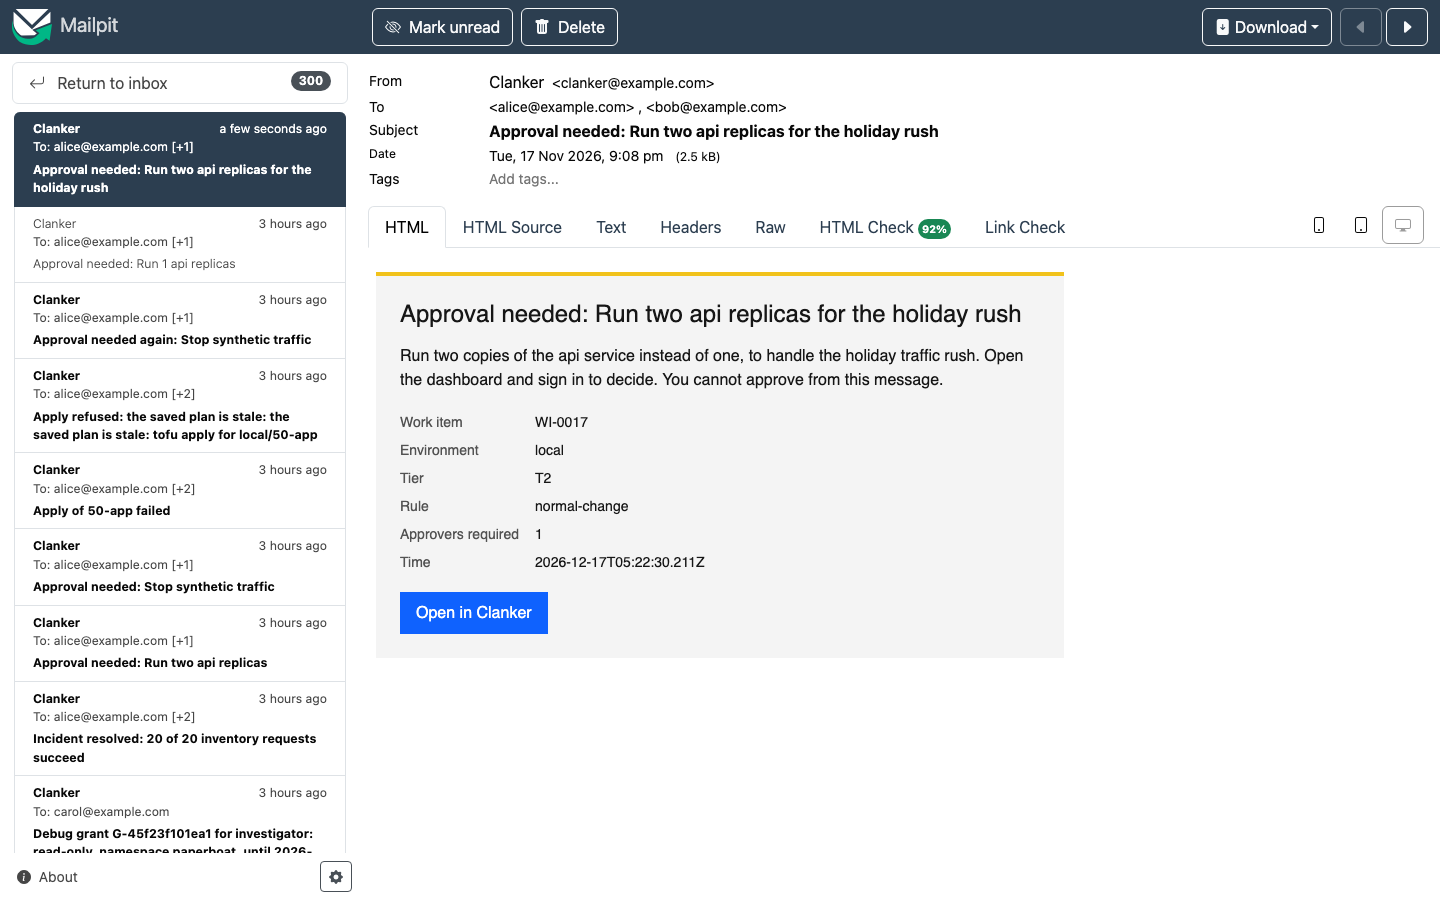 Mailpit
Mark unread
Delete
Download
Return to inbox
300
Clanker
a few seconds ago
To: alice@example.com [+1]
Approval needed: Run two api replicas for the
holiday rush
Clanker
3 hours ago
To: alice@example.com [+1]
Approval needed: Run 1 api replicas
Clanker
3 hours ago
To: alice@example.com [+1]
Approval needed again: Stop synthetic traffic
Clanker
3 hours ago
To: alice@example.com [+2]
Apply refused: the saved plan is stale: the
saved plan is stale: tofu apply for local/50-app
Clanker
3 hours ago
To: alice@example.com [+2]
Apply of 50-app failed
Clanker
3 hours ago
To: alice@example.com [+1]
Approval needed: Stop synthetic traffic
Clanker
3 hours ago
To: alice@example.com [+1]
Approval needed: Run two api replicas
Clanker
3 hours ago
To: alice@example.com [+2]
Incident resolved: 20 of 20 inventory requests
succeed
Clanker
3 hours ago
To: carol@example.com
Debug grant G-45f23f101ea1 for investigator:
read-only, namespace paperboat, until 2026-
About
From
Clanker <clanker@example.com>
To
<alice@example.com> , <bob@example.com>
Subject
Approval needed: Run two api replicas for the holiday rush
Date
Tue, 17 Nov 2026, 9:08 pm (2.5 kB)
Tags
Add tags...
HTML
HTML Source
Text
Headers
Raw
HTML Check 92%
Link Check
Approval needed: Run two api replicas for the holiday rush
Run two copies of the api service instead of one, to handle the holiday traffic rush. Open
the dashboard and sign in to decide. You cannot approve from this message.
Work item WI-0017
Environment local
Tier T2
Rule normal-change
Approvers required 1
Time 2026-12-17T05:22:30.211Z
Open in Clanker